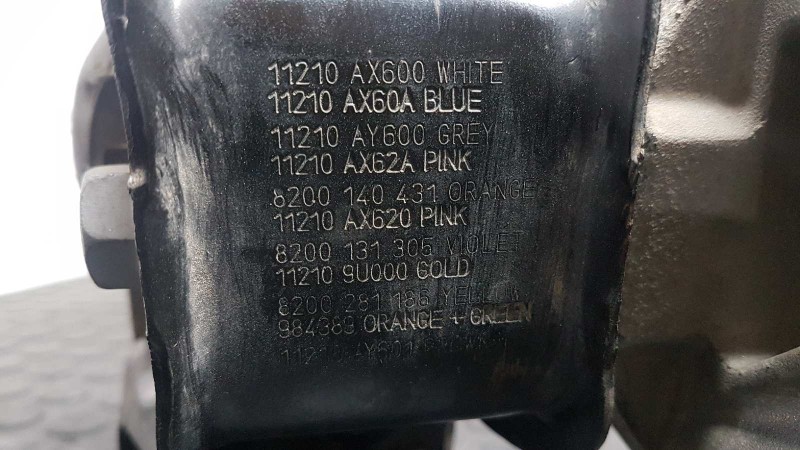 11210 AX600 WHITE
11210 AX60A BLUE
11210 AY600 GREY
11210 AX62A PINK
8200 140 431 ORANGE
11210 AX620 PINK
8200 131 305 VIOLET
11210 9U000 GOLD
8200 281 186 YELLOW
984383 ORANGE + GREEN